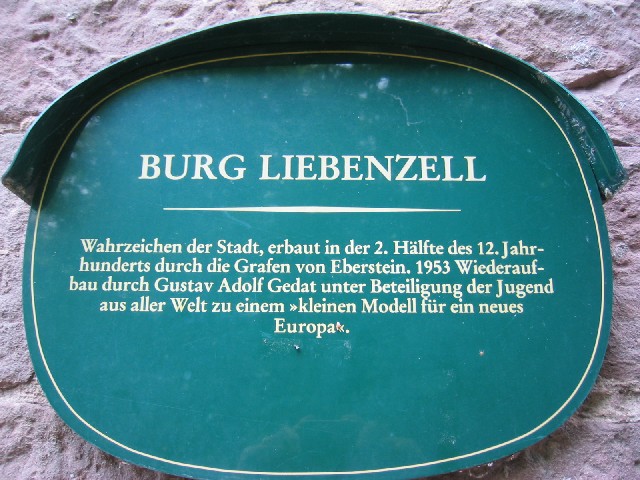 BURG LIEBENZELL
Wahrzeichen der Stadt, erbaut in der 2. Hälfte des 12. Jahr-
hunderts durch die Grafen von Eberstein. 1953 Wiederauf-
bau durch Gustav Adolf Gedat unter Beteiligung der Jugend
aus aller Welt zu einem »kleinen Modell für ein neues
Europa«.